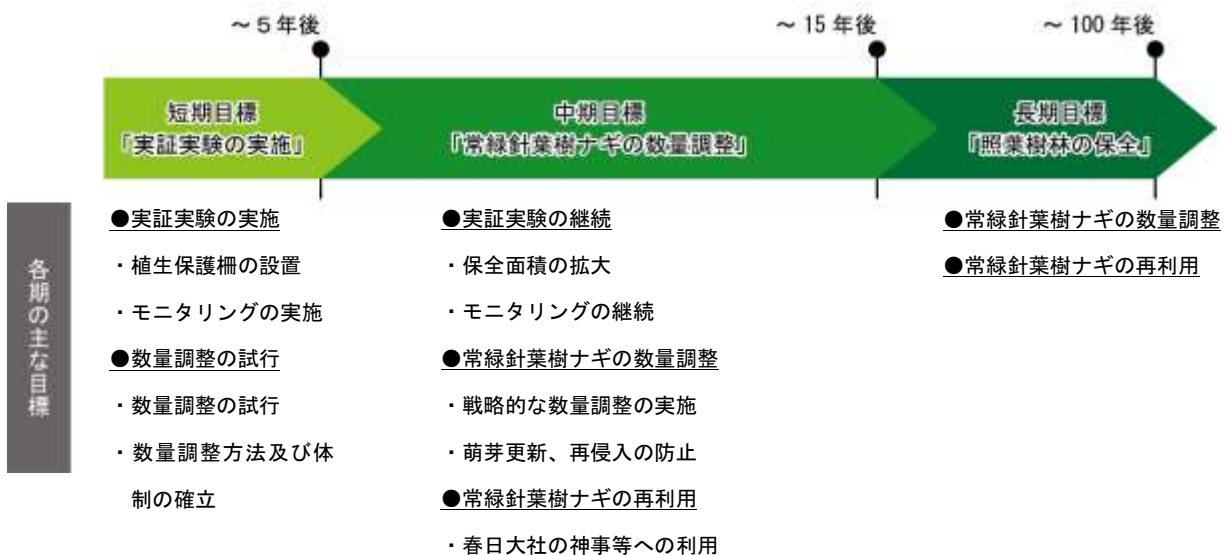 ～５年後
～15年後
～100年後
短期目標
「実証実験の実施」
中期目標
「常緑針葉樹ナギの数量調整」
長期目標
「照葉樹林の保全」
各期の主な目標
●実証実験の実施
・植生保護柵の設置
・モニタリングの実施
●数量調整の試行
・数量調整の試行
・数量調整方法及び体
制の確立
●実証実験の継続
・保全面積の拡大
・モニタリングの継続
●常緑針葉樹ナギの数量調整
・戦略的な数量調整の実施
・萌芽更新、再侵入の防止
●常緑針葉樹ナギの再利用
・春日大社の神事等への利用
●常緑針葉樹ナギの数量調整
●常緑針葉樹ナギの再利用